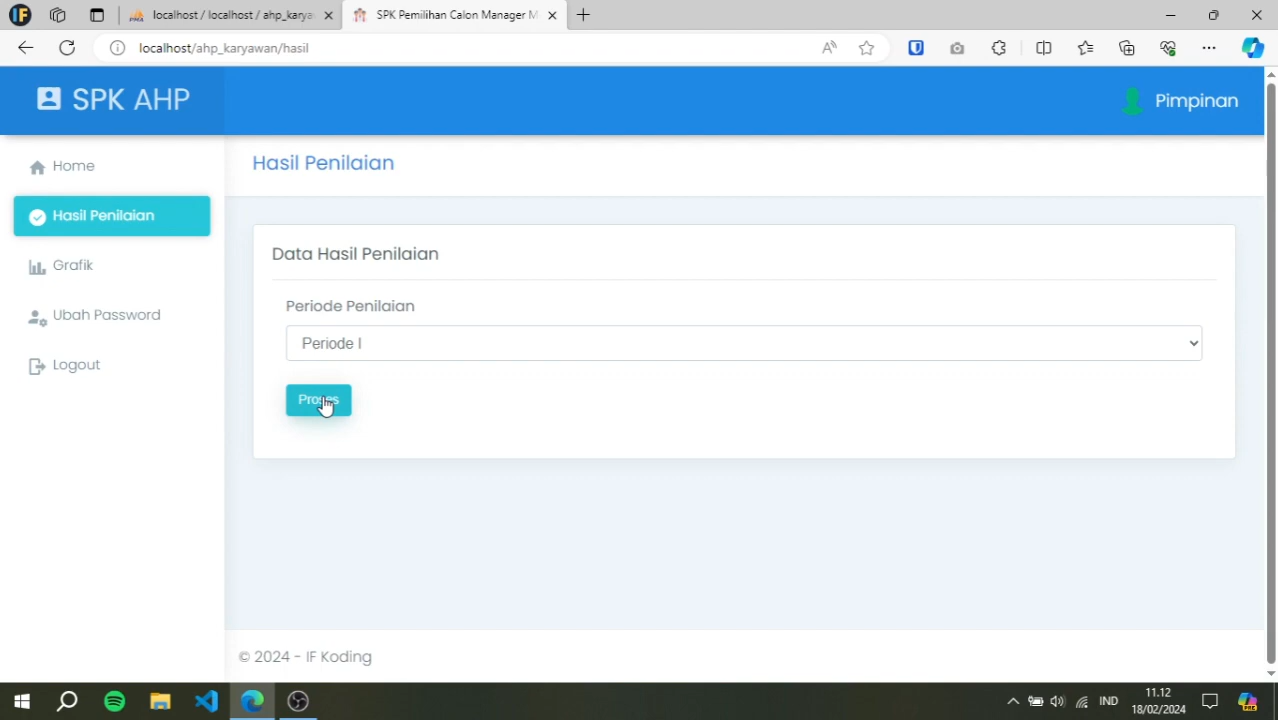 localhost / localhost / ahp_karya
SPK Pemilihan Calon Manager M
localhost/ahp_karyawan/hasil
SPK AHP
Pimpinan
Home
Hasil Penilaian
Grafik
Ubah Password
Logout
Hasil Penilaian
Data Hasil Penilaian
Periode Penilaian
Periode I
Proses
© 2024 - IF Koding
IND
11.12
18/02/2024